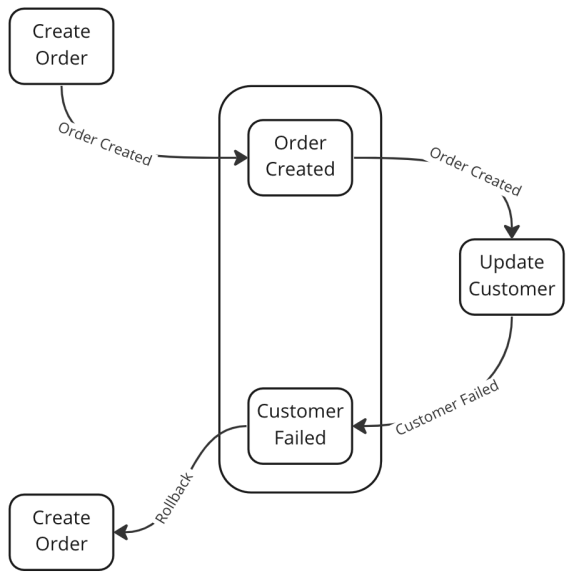 Create
Order
Order Created
Order
Created
Order Created
Update
Customer
Customer Failed
Customer
Failed
Rollback
Create
Order